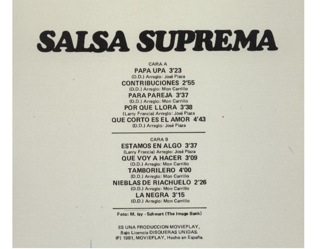 SALSA SUPREMA
CARA A
PAPA UPA 3'23
(D.D.) Arreglo: José Plaza
CONTRIBUCIONES 2'55
(D.D.) Arreglo: Mon Carrillo
PARA PAREJA 3'37
(D.D.) Arreglo: Mon Carrillo
POR QUE LLORA 3'38
(Larry Francia) Arreglo: José Plaza
QUE CORTO ES EL AMOR 4'43
(D.D.) Arreglo: José Plaza
CARA B
ESTAMOS EN ALGO 3'37
(Larry Francia) Arreglo: José Plaza
QUE VOY A HACER 3'09
(D.D.) Arreglo: Mon Carrillo
TAMBORILERO 4'00
(D.D.) Arreglo: Mon Carrillo
NIEBLAS DE RIACHUELO 2'26
(D.D.) Arreglo: Mon Carrillo
LA NEGRA 3'15
(D.D.) Arreglo: Mon Carrillo
Foto: M. Isy - Schwart (The Image Bank)
ES UNA PRODUCCION MOVIEPLAY,
Bajo Licencia DISQUERAS UNIDAS
(P) 1981, MOVIEPLAY, Hecho en España.